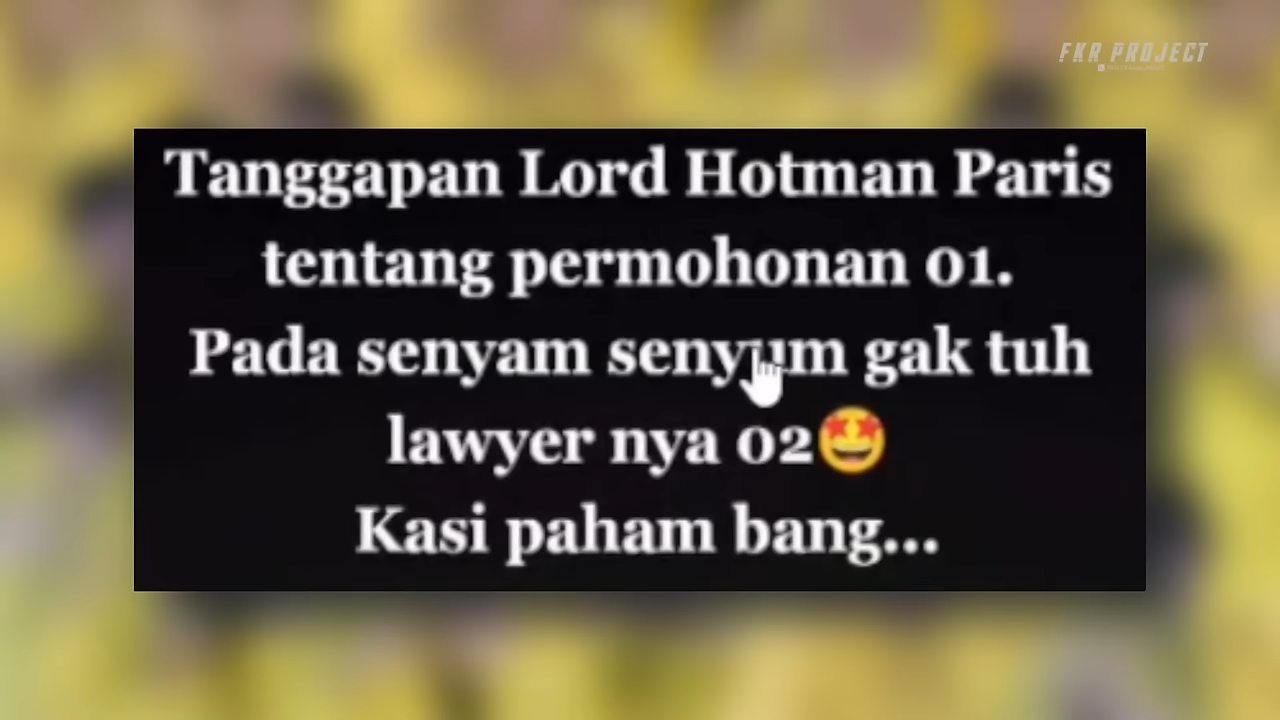 FKR PROJECT
Tanggapan Lord Hotman Paris
tentang permohonan 01.
Pada senyam senyum gak tuh
lawyer nya 02🤩
Kasi paham bang...